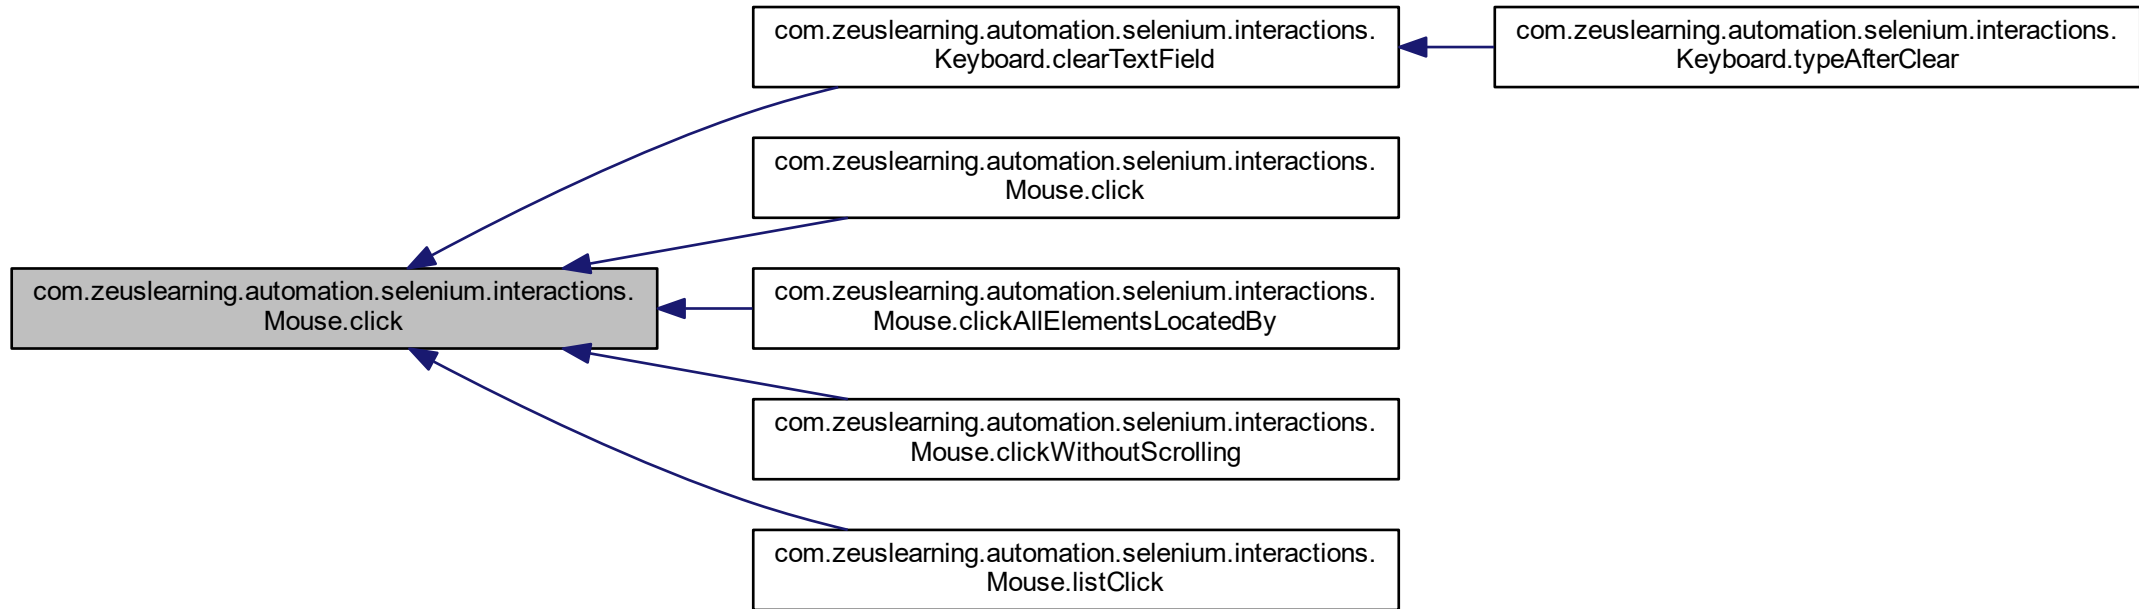 com.zeuslearning.automation.selenium.interactions.
Keyboard.clearTextField
com.zeuslearning.automation.selenium.interactions.
Keyboard.typeAfterClear
com.zeuslearning.automation.selenium.interactions.
Mouse.click
com.zeuslearning.automation.selenium.interactions.
Mouse.click
com.zeuslearning.automation.selenium.interactions.
Mouse.clickAllElementsLocatedBy
com.zeuslearning.automation.selenium.interactions.
Mouse.clickWithoutScrolling
com.zeuslearning.automation.selenium.interactions.
Mouse.listClick